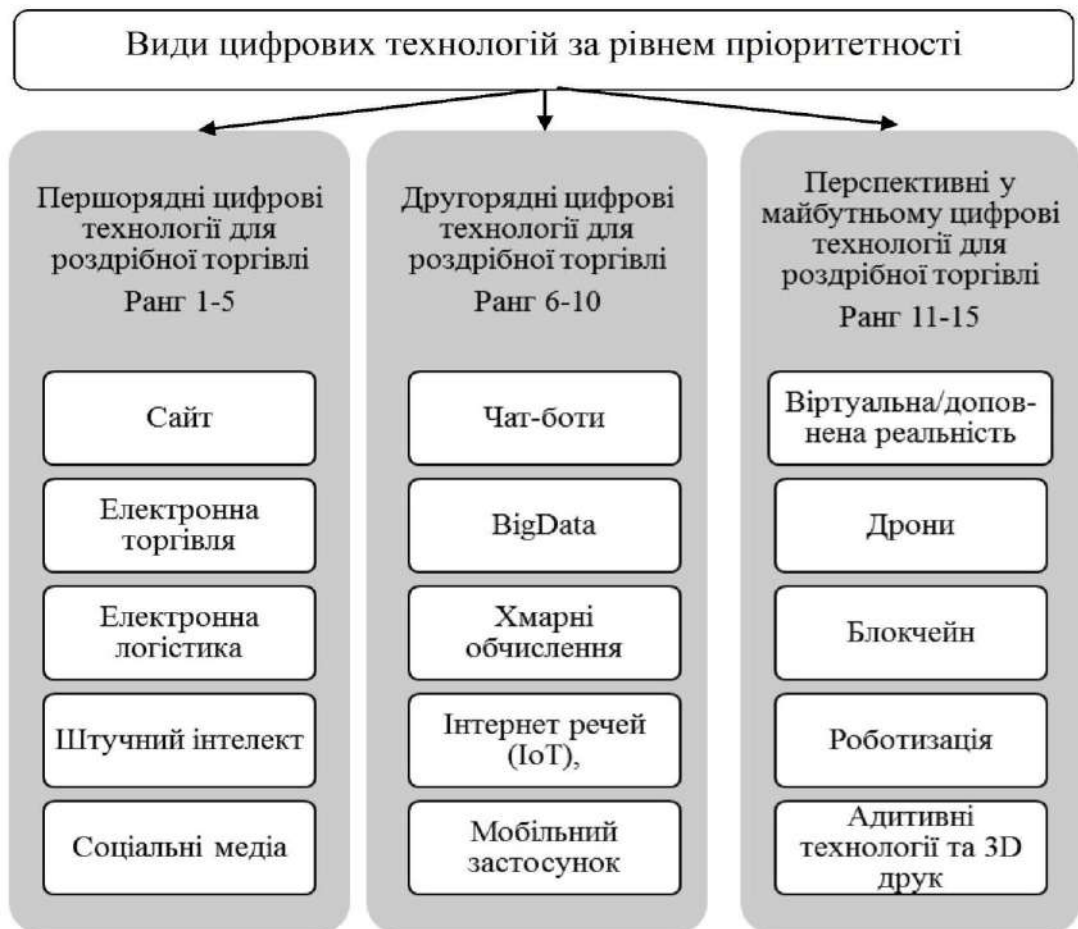 Види цифрових технологій за рівнем пріоритетності
Першорядні цифрові
технології для
роздрібної торгівлі
Ранг 1-5
Сайт
Електронна
торгівля
Електронна
логістика
Штучний інтелект
Соціальні медіа
Другорядні цифрові
технології для
роздрібної торгівлі
Ранг 6-10
Чат-боти
BigData
Хмарні
обчислення
Інтернет речей
(IoT),
Мобільний
застосунок
Перспективні у
майбутньому цифрові
технології для
роздрібної торгівлі
Ранг 11-15
Віртуальна/допов-
нена реальність
Дрони
Блокчейн
Роботизація
Адитивні
технології та 3D
друк